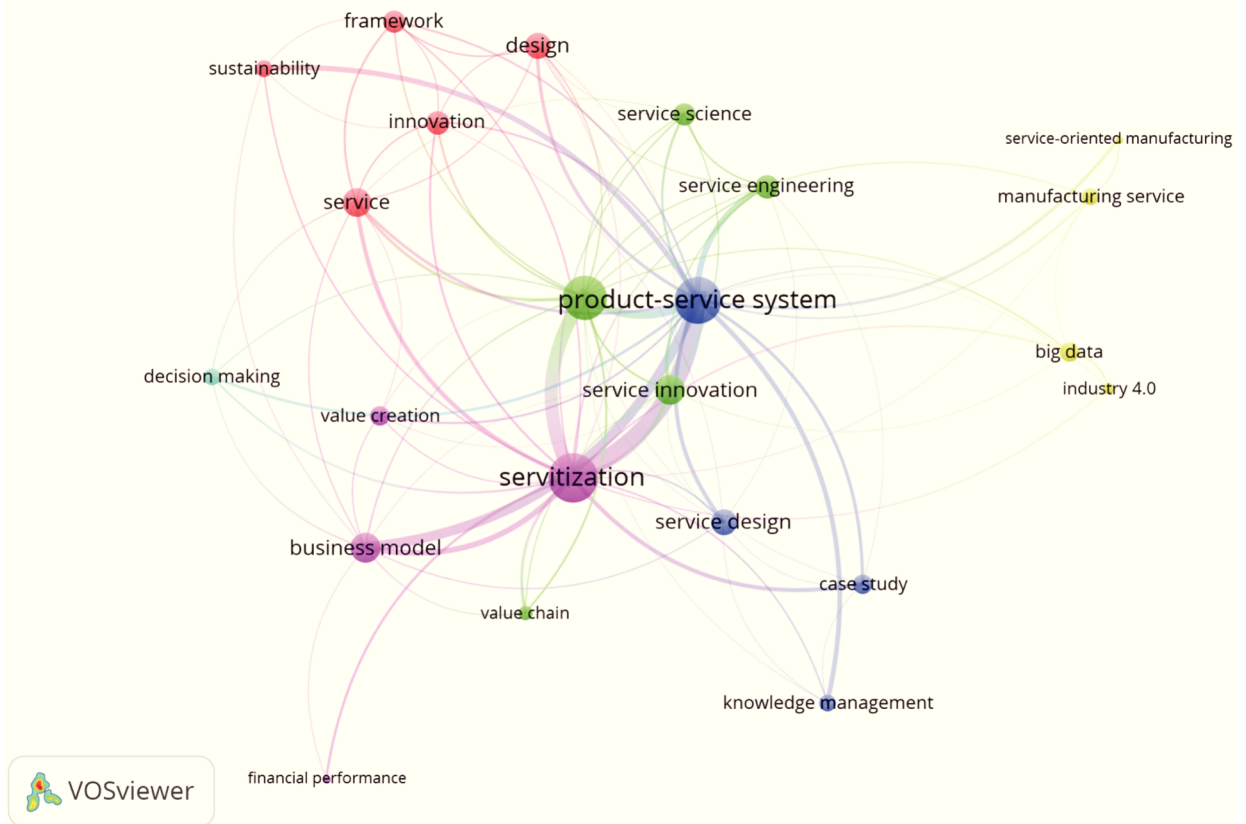 framework
design
sustainability
service science
innovation
service-oriented manufacturing
service engineering
manufacturing service
service
product-service system
big data
decision making
service innovation
industry 4.0
value creation
servitization
service design
business model
case study
value chain
knowledge management
financial performance
VOSviewer